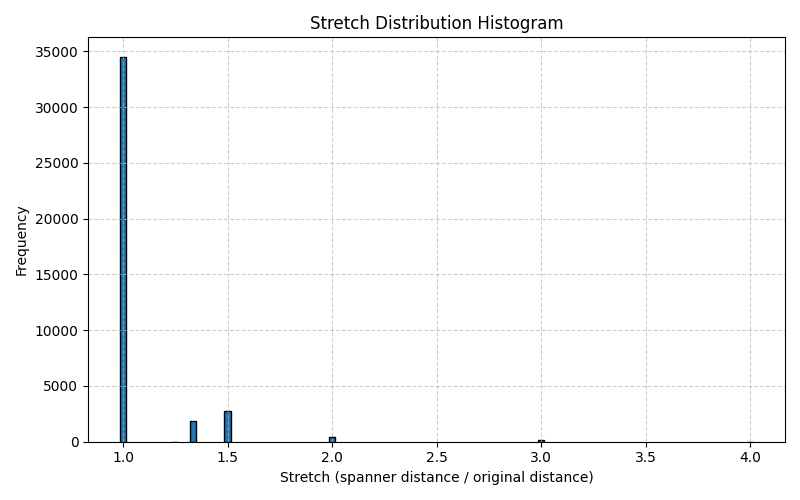 Stretch Distribution Histogram
35000
30000
25000
20000
15000
10000
5000
0
Frequency
1.0 1.5 2.0 2.5 3.0 3.5 4.0
Stretch (spanner distance / original distance)